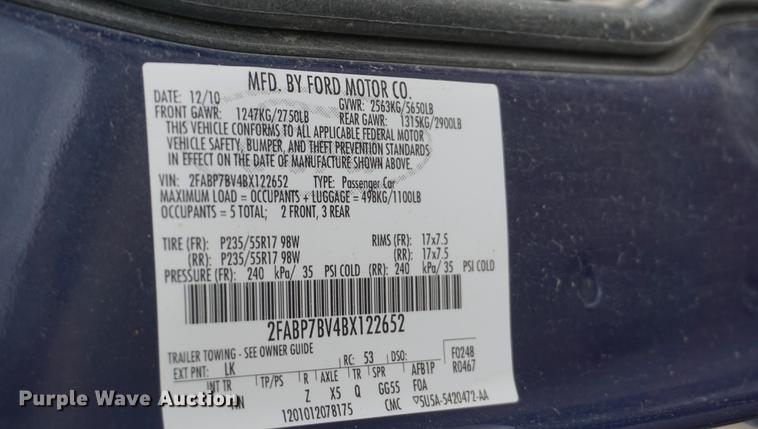 MFD. BY FORD MOTOR CO.
DATE: 12/10 GVWR: 2563KG/5650LB
FRONT GAWR: 1247KG/2750LB REAR GAWR: 1315KG/2900LB
THIS VEHICLE CONFORMS TO ALL APPLICABLE FEDERAL MOTOR
VEHICLE SAFETY, BUMPER, AND THEFT PREVENTION STANDARDS
IN EFFECT ON THE DATE OF MANUFACTURE SHOWN ABOVE.
VIN: 2FABP7BV4BX122652 TYPE: Passenger Car
MAXIMUM LOAD = OCCUPANTS + LUGGAGE = 498KG/1100LB
OCCUPANTS = 5 TOTAL; 2 FRONT, 3 REAR
TIRE (FR): P235/55R17 98W RIMS (FR): 17x7.5
(RR): P235/55R17 98W (RR): 17x7.5
PRESSURE (FR): 240 kPa/ 35 PSI COLD (RR): 240 kPa/ 35 PSI COLD
2FABP7BV4BX122652
TRAILER TOWING - SEE OWNER GUIDE
EXT PNT: LK RC: 53 DSO: F0248
R0467
INT TR TP/PS R AXLE TR SPR AFB1P
Z X5 Q GG55 FOA
1201012078175 CMC 5U5A-5420472-AA
Purple Wave Auction